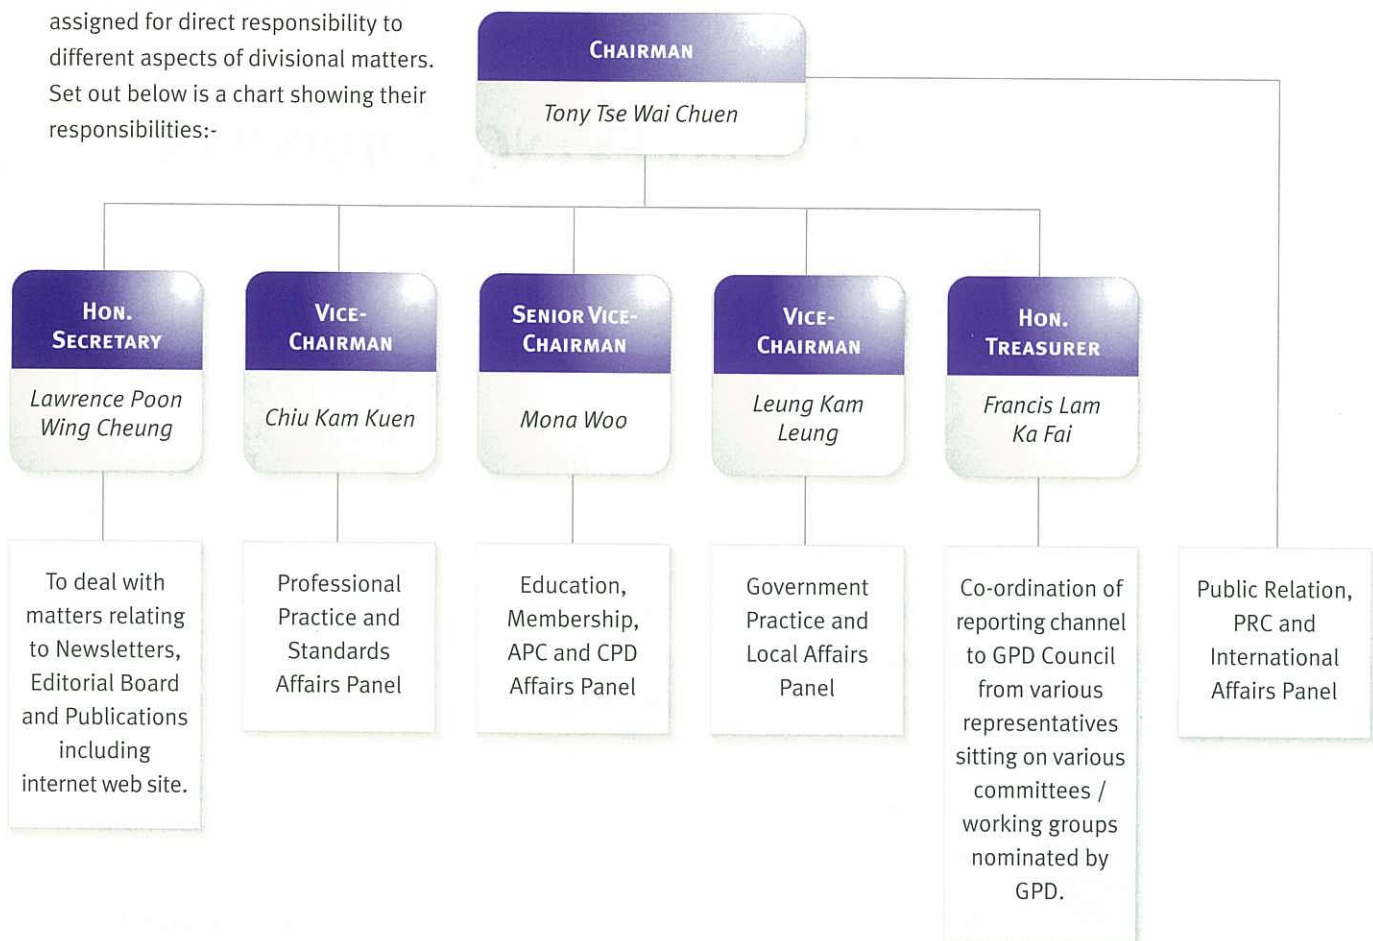 assigned for direct responsibility to
different aspects of divisional matters.
Set out below is a chart showing their
responsibilities:-
CHAIRMAN
Tony Tse Wai Chuen
HON.
SECRETARY
Lawrence Poon
Wing Cheung
VICE-
CHAIRMAN
Chiu Kam Kuen
SENIOR VICE-
CHAIRMAN
Mona Woo
VICE-
CHAIRMAN
Leung Kam
Leung
HON.
TREASURER
Francis Lam
Ka Fai
To deal with
matters relating
to Newsletters,
Editorial Board
and Publications
including
internet web site.
Professional
Practice and
Standards
Affairs Panel
Education,
Membership,
APC and CPD
Affairs Panel
Government
Practice and
Local Affairs
Panel
Co-ordination of
reporting channel
to GPD Council
from various
representatives
sitting on various
committees /
working groups
nominated by
GPD.
Public Relation,
PRC and
International
Affairs Panel